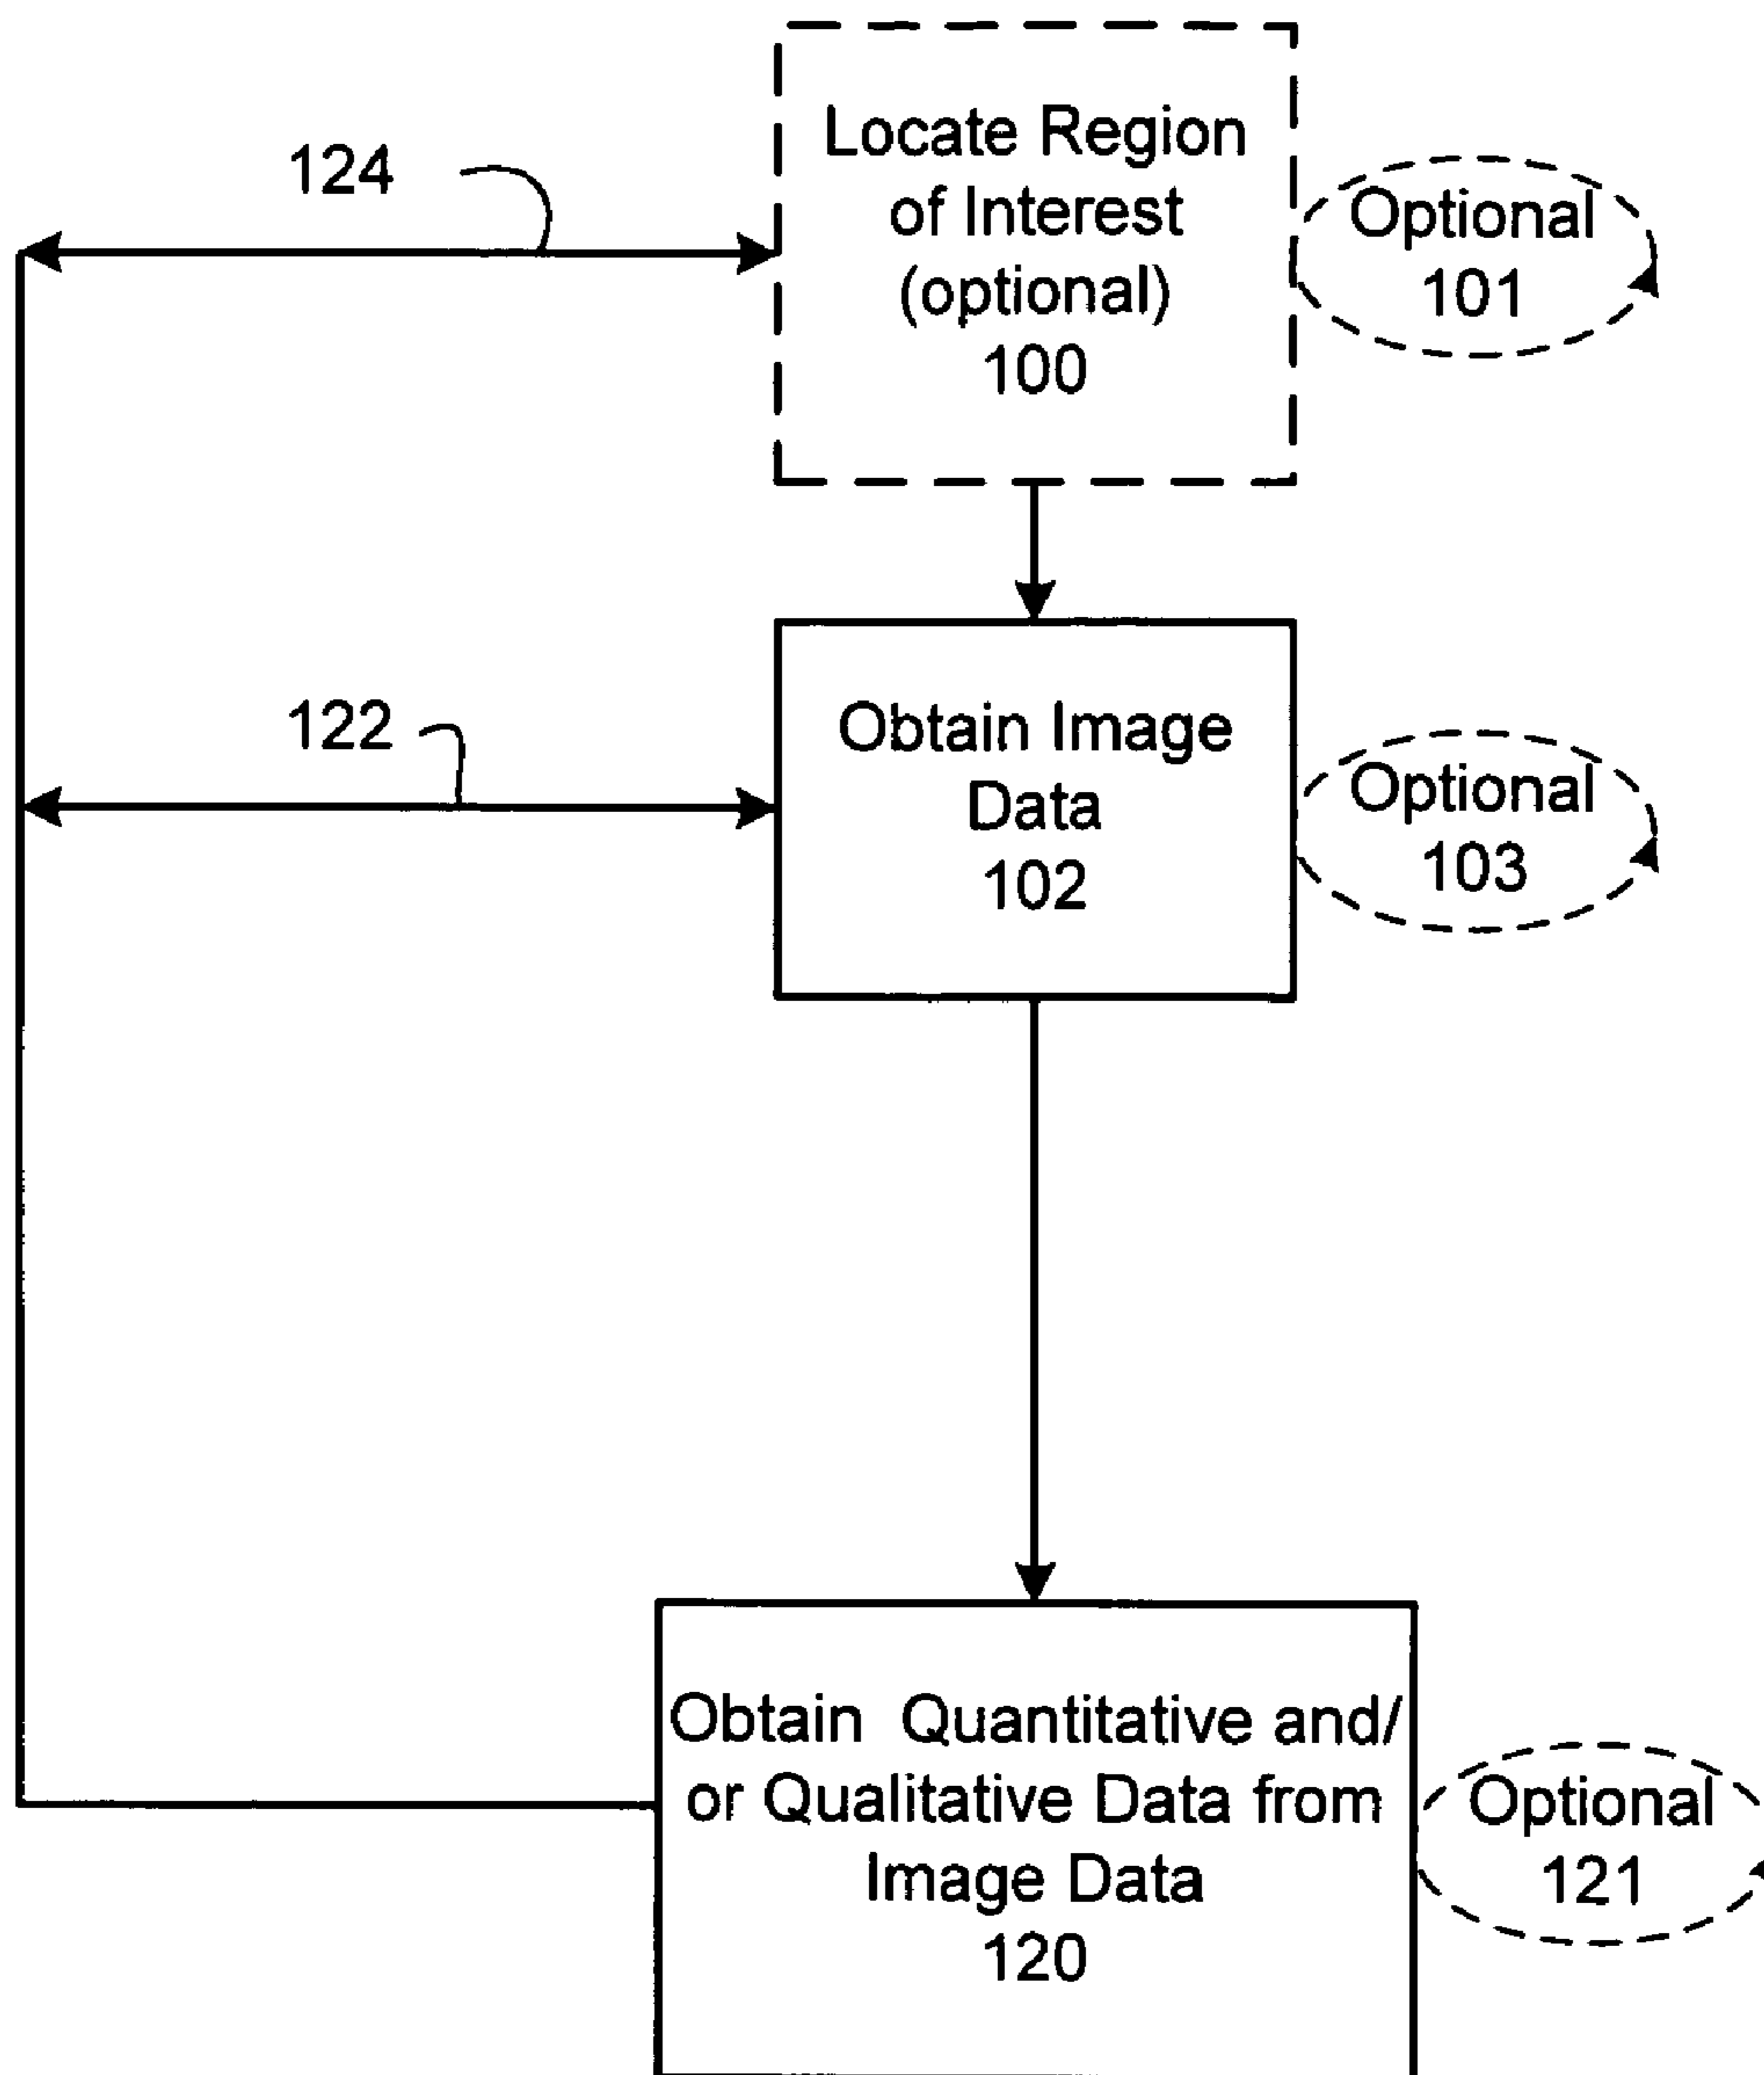 124
Locate Region
of Interest
(optional)
100
Optional
101
122
Obtain Image
Data
102
Optional
103
Obtain Quantitative and/
or Qualitative Data from
Image Data
120
Optional
121